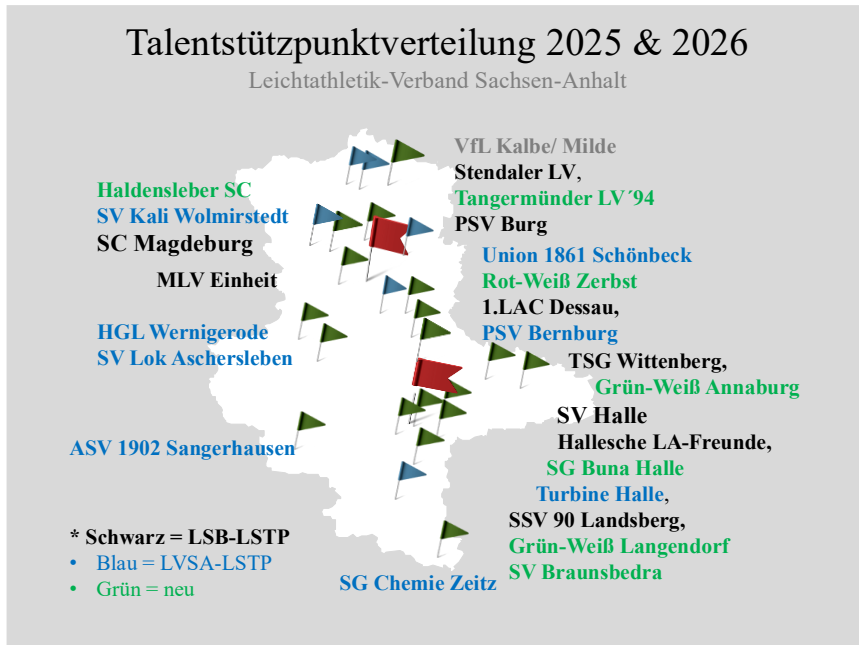 Talentstützpunktverteilung 2025 & 2026
Leichtathletik-Verband Sachsen-Anhalt
VfL Kalbe/ Milde
Stendaler LV,
Tangermünder LV´94
PSV Burg
Haldensleber SC
SV Kali Wolmirstedt
SC Magdeburg
MLV Einheit
Union 1861 Schönbeck
Rot-Weiß Zerbst
1.LAC Dessau,
PSV Bernburg
HGL Wernigerode
SV Lok Aschersleben
TSG Wittenberg,
Grün-Weiß Annaburg
SV Halle
Hallesche LA-Freunde,
SG Buna Halle
Turbine Halle,
SSV 90 Landsberg,
Grün-Weiß Langendorf
SV Braunsbedra
ASV 1902 Sangerhausen
* Schwarz = LSB-LSTP
• Blau = LVSA-LSTP
• Grün = neu
SG Chemie Zeitz